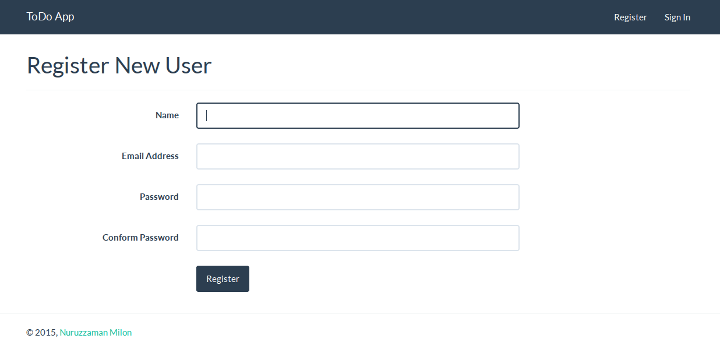 ToDo App
Register Sign In
Register New User
Name
Email Address
Password
Conform Password
Register
© 2015, Nuruzzaman Milon